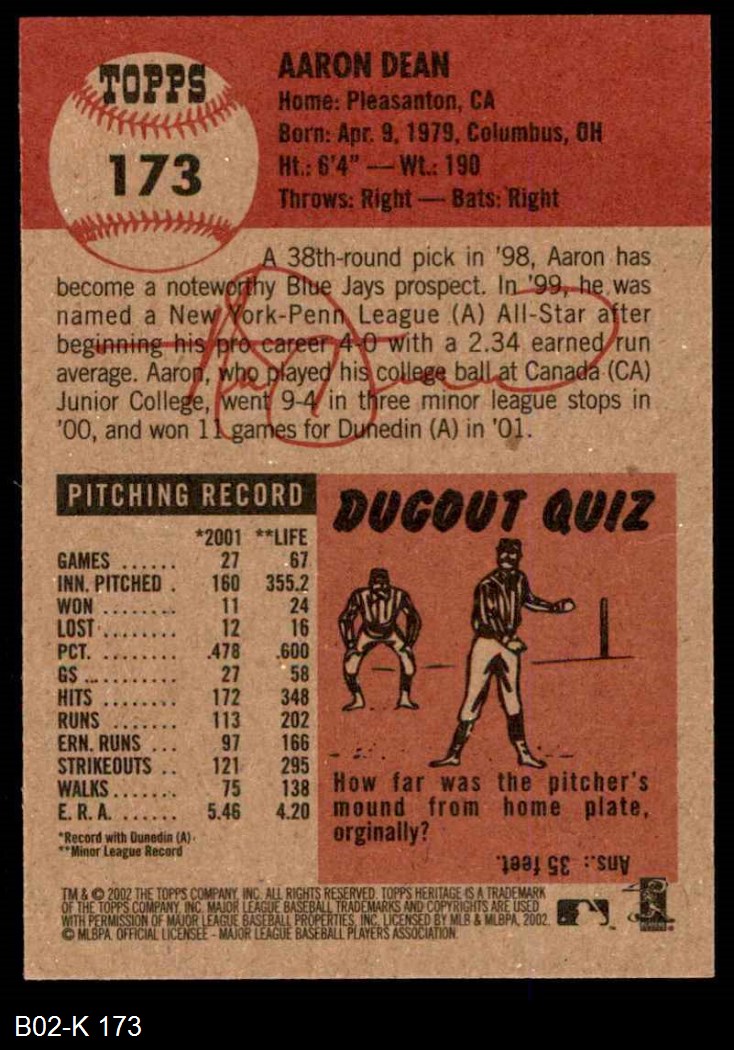 TOPPS
173
AARON DEAN
Home: Pleasanton, CA
Born: Apr. 9, 1979, Columbus, OH
Ht.: 6'4" — Wt.: 190
Throws: Right — Bats: Right
A 38th-round pick in '98, Aaron has
become a noteworthy Blue Jays prospect. In '99, he was
named a New York-Penn League (A) All-Star after
beginning his pro career 4-0 with a 2.34 earned run
average. Aaron, who played his college ball at Canada (CA)
Junior College, went 9-4 in three minor league stops in
'00, and won 11 games for Dunedin (A) in '01.
PITCHING RECORD
*2001 **LIFE
GAMES ...... 27 67
INN. PITCHED . 160 355.2
WON ........ 11 24
LOST ........ 12 16
PCT. ........ .478 .600
GS ........... 27 58
HITS ........ 172 348
RUNS ....... 113 202
ERN. RUNS ... 97 166
STRIKEOUTS .. 121 295
WALKS ....... 75 138
E. R. A. ...... 5.46 4.20
*Record with Dunedin (A)
**Minor League Record
DUGOUT QUIZ
How far was the pitcher's
mound from home plate,
orginally?
Ans.: 35 feet.
TM & © 2002 THE TOPPS COMPANY, INC. ALL RIGHTS RESERVED. TOPPS HERITAGE IS A TRADEMARK
OF THE TOPPS COMPANY, INC. MAJOR LEAGUE BASEBALL TRADEMARKS AND COPYRIGHTS ARE USED
WITH PERMISSION OF MAJOR LEAGUE BASEBALL PROPERTIES, INC. LICENSED BY MLB & MLBPA, 2002.
© MLBPA. OFFICIAL LICENSEE - MAJOR LEAGUE BASEBALL PLAYERS ASSOCIATION.
B02-K 173